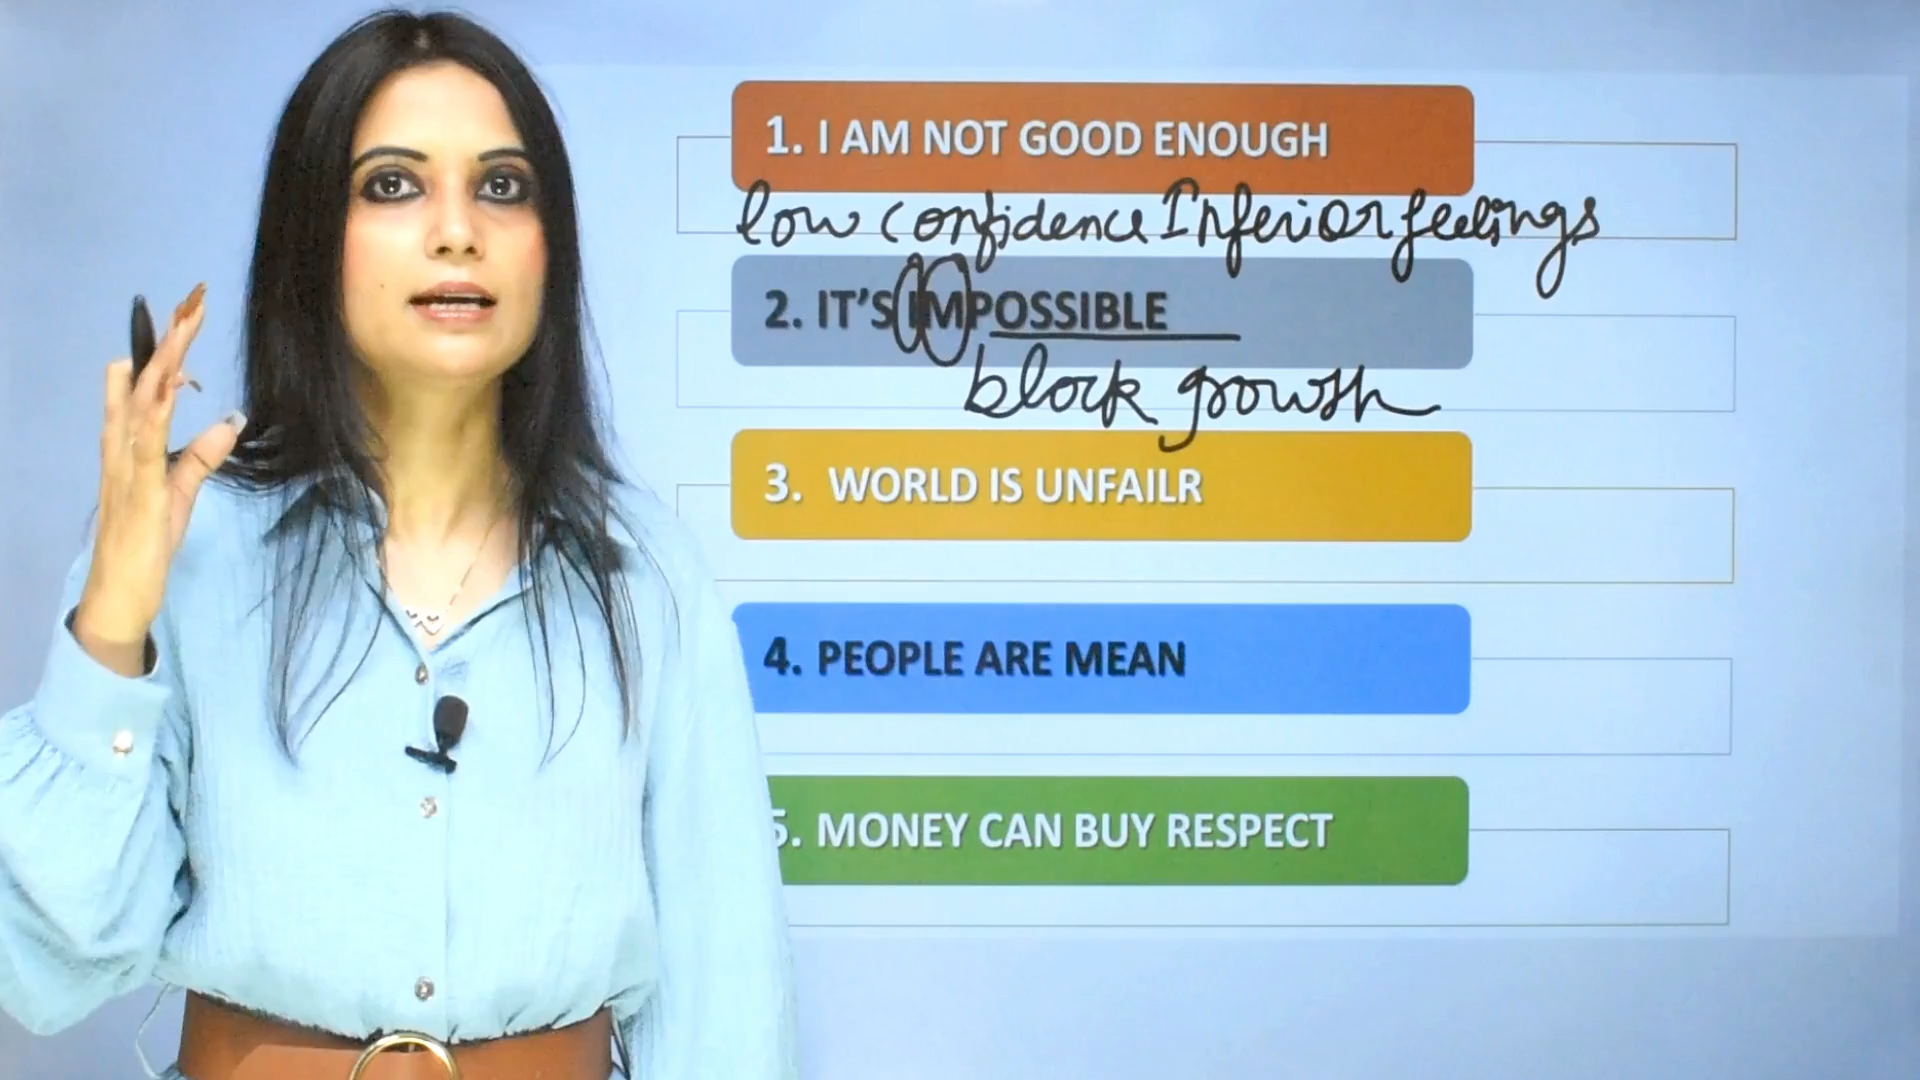 1. I AM NOT GOOD ENOUGH
low confidence Inferior feelings
2. IT'S IMPOSSIBLE
block growth
3. WORLD IS UNFAILR
4. PEOPLE ARE MEAN
5. MONEY CAN BUY RESPECT